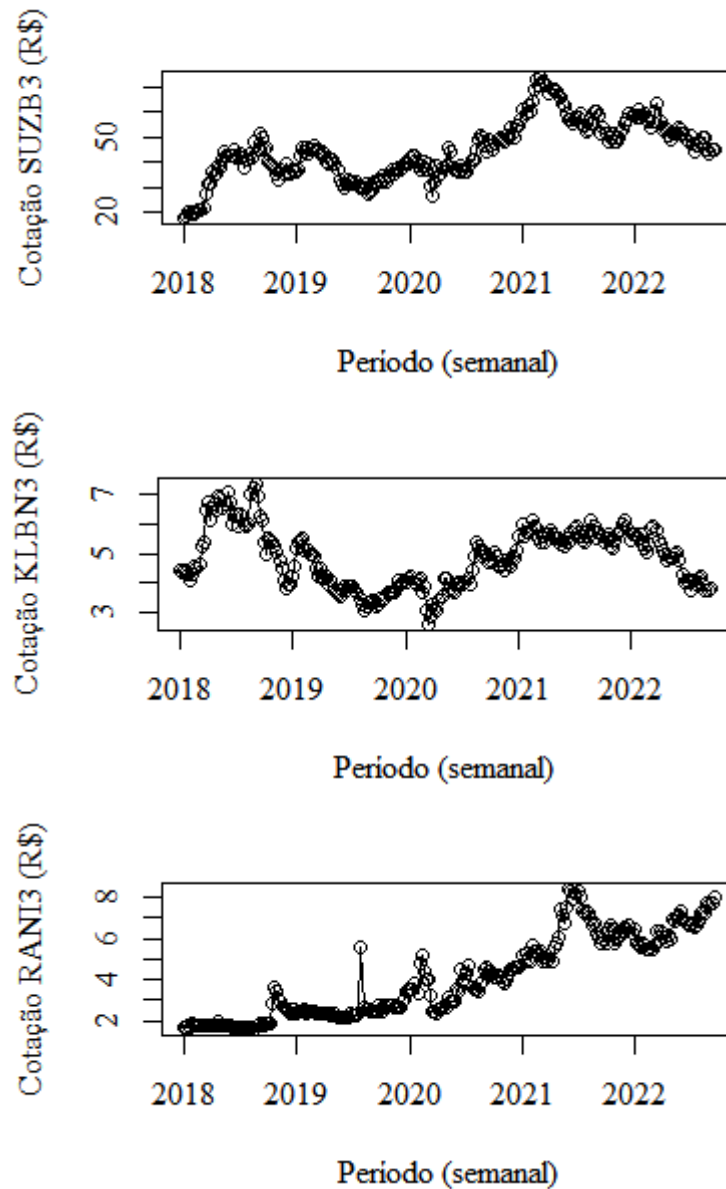 Cotação SUZB3 (R$)
50
20
2018 2019 2020 2021 2022
Período (semanal)
Cotação KLBN3 (R$)
7
5
3
2018 2019 2020 2021 2022
Período (semanal)
Cotação RANI3 (R$)
8
6
4
2
2018 2019 2020 2021 2022
Período (semanal)